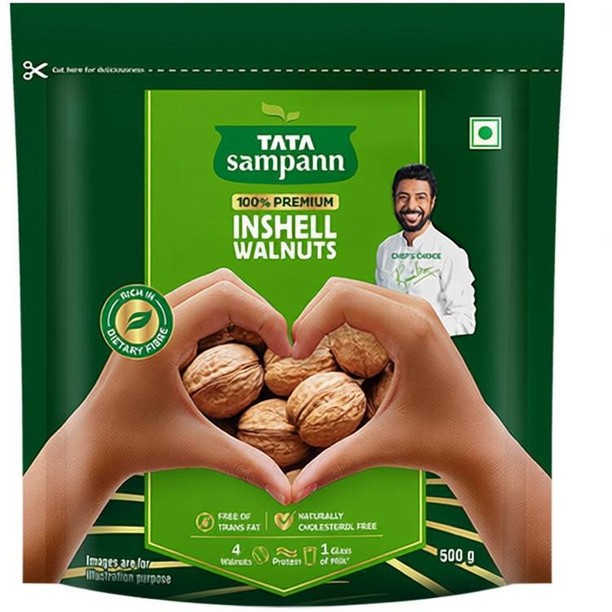 Cut here for deliciousness
TATA
sampann
100% PREMIUM
INSHELL
WALNUTS
CHEF'S CHOICE
RICH IN
DIETARY FIBRE
FREE OF
TRANS FAT
NATURALLY
CHOLESTEROL FREE
4
Walnuts
Protein
1 Glass
of Milk*
500 g
Images are for
illustration purpose